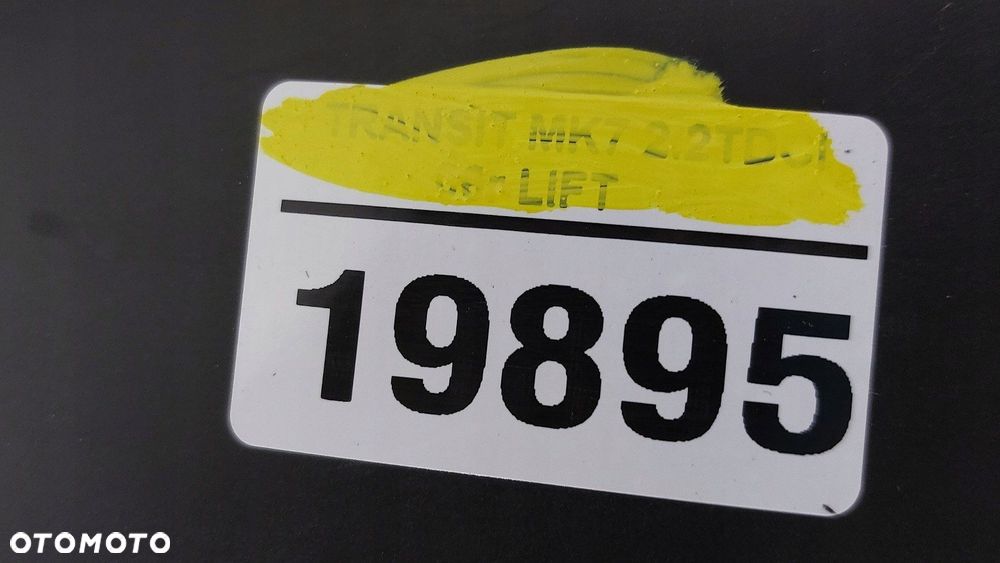 TRANSIT MK7 2.2TDCI
LIFT
19895
OTOMOTO